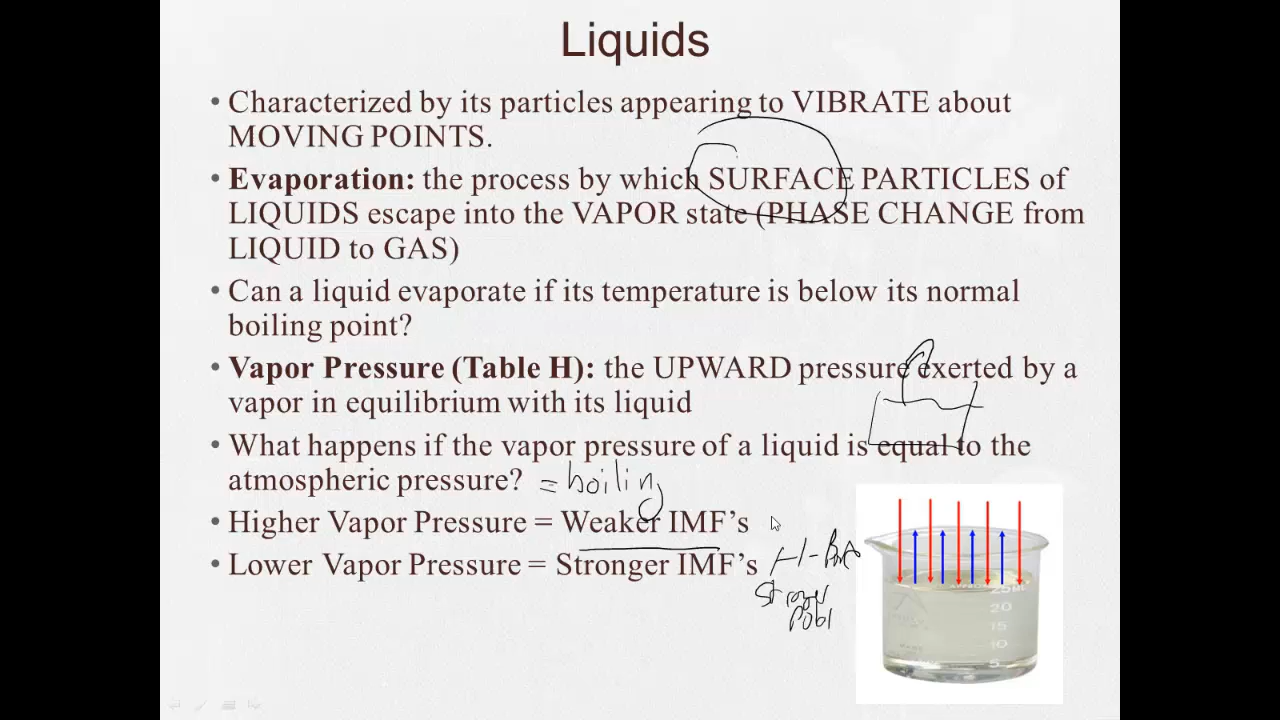 Liquids
• Characterized by its particles appearing to VIBRATE about
MOVING POINTS.
• Evaporation: the process by which SURFACE PARTICLES of
LIQUIDS escape into the VAPOR state (PHASE CHANGE from
LIQUID to GAS)
• Can a liquid evaporate if its temperature is below its normal
boiling point?
• Vapor Pressure (Table H): the UPWARD pressure exerted by a
vapor in equilibrium with its liquid
• What happens if the vapor pressure of a liquid is equal to the
atmospheric pressure? = boiling
• Higher Vapor Pressure = Weaker IMF's
• Lower Vapor Pressure = Stronger IMF's
20
15
10
5